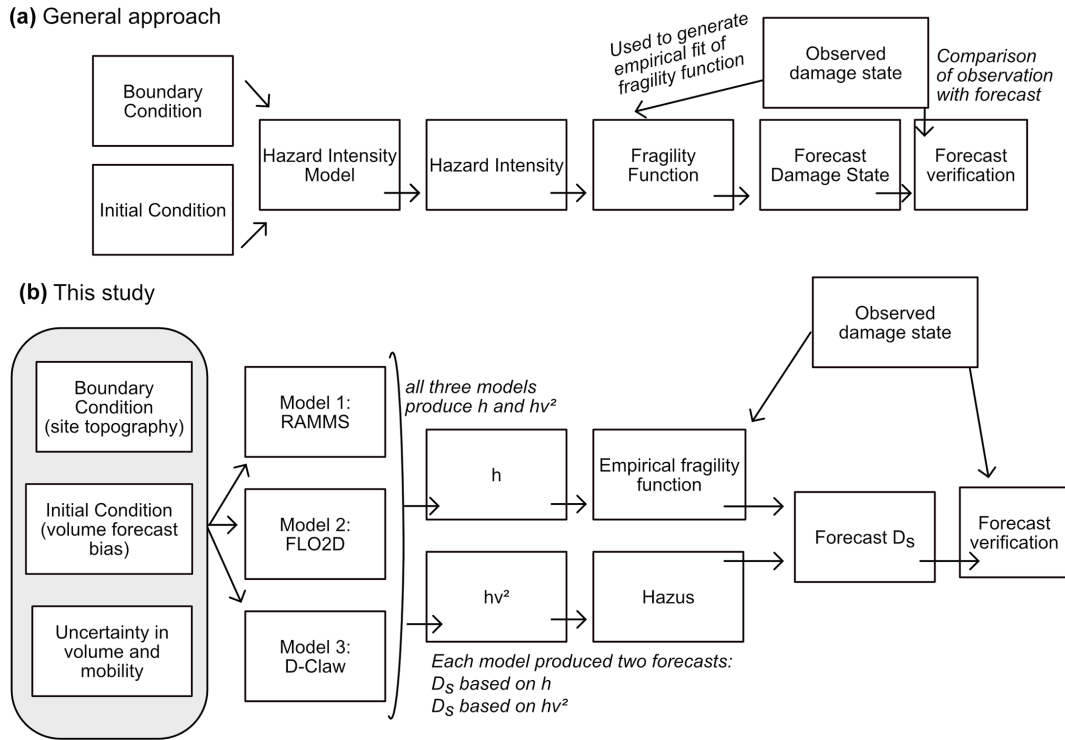 (a) General approach
Boundary
Condition
Initial Condition
Hazard Intensity
Model
Hazard Intensity
Used to generate
empirical fit of
fragility function
Fragility
Function
Observed
damage state
Forecast
Damage State
Comparison
of observation
with forecast
Forecast
verification
(b) This study
Boundary
Condition
(site topography)
Initial Condition
(volume forecast
bias)
Uncertainty in
volume and
mobility
Model 1:
RAMMS
Model 2:
FLO2D
Model 3:
D-Claw
all three models
produce h and hv²
h
hv²
Empirical fragility
function
Hazus
Each model produced two forecasts:
Ds based on h
Ds based on hv²
Observed
damage state
Forecast Ds
Forecast
verification